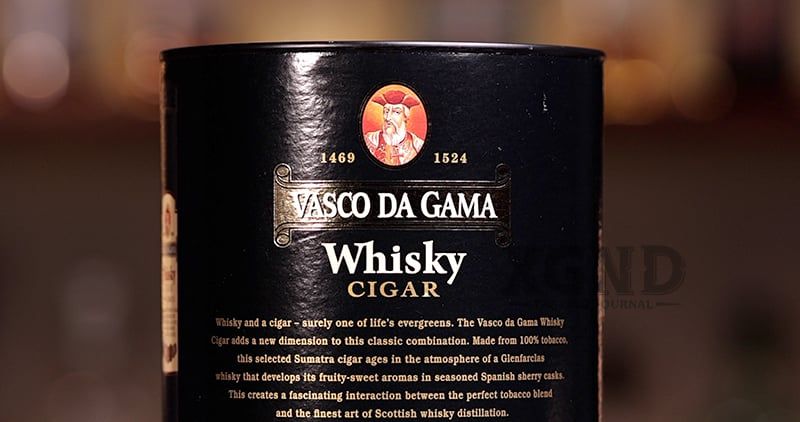 1469 1524
VASCO DA GAMA
Whisky
CIGAR
Whisky and a cigar – surely one of life's evergreens. The Vasco da Gama Whisky
Cigar adds a new dimension to this classic combination. Made from 100% tobacco,
this selected Sumatra cigar ages in the atmosphere of a Glenfarclas
whisky that develops its fruity-sweet aromas in seasoned Spanish sherry casks.
This creates a fascinating interaction between the perfect tobacco blend
and the finest art of Scottish whisky distillation.
JOURNAL